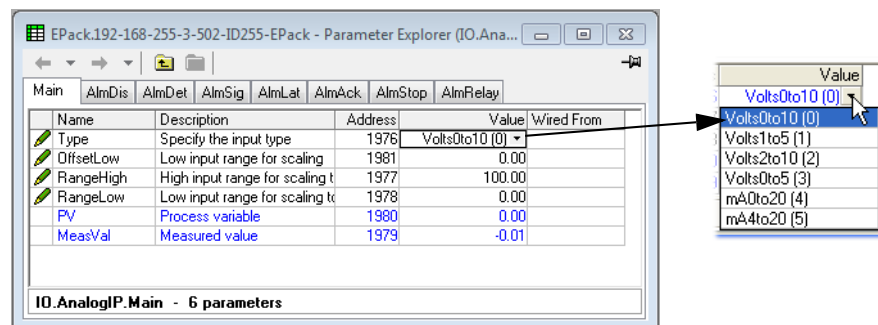 EPack.192-168-255-3-502-ID255-EPack - Parameter Explorer (IO.Ana...
Main AlmDis AlmDet AlmSig AlmLat AlmAck AlmStop AlmRelay
Name Description Address Value Wired From
Type Specify the input type 1976 Volts0to10 (0)
OffsetLow Low input range for scaling 1981 0.00
RangeHigh High input range for scaling t 1977 100.00
RangeLow Low input range for scaling to 1978 0.00
PV Process variable 1980 0.00
MeasVal Measured value 1979 -0.01
IO.AnalogIP.Main - 6 parameters
Value
Volts0to10 (0)
Volts0to10 (0)
Volts1to5 (1)
Volts2to10 (2)
Volts0to5 (3)
mA0to20 (4)
mA4to20 (5)